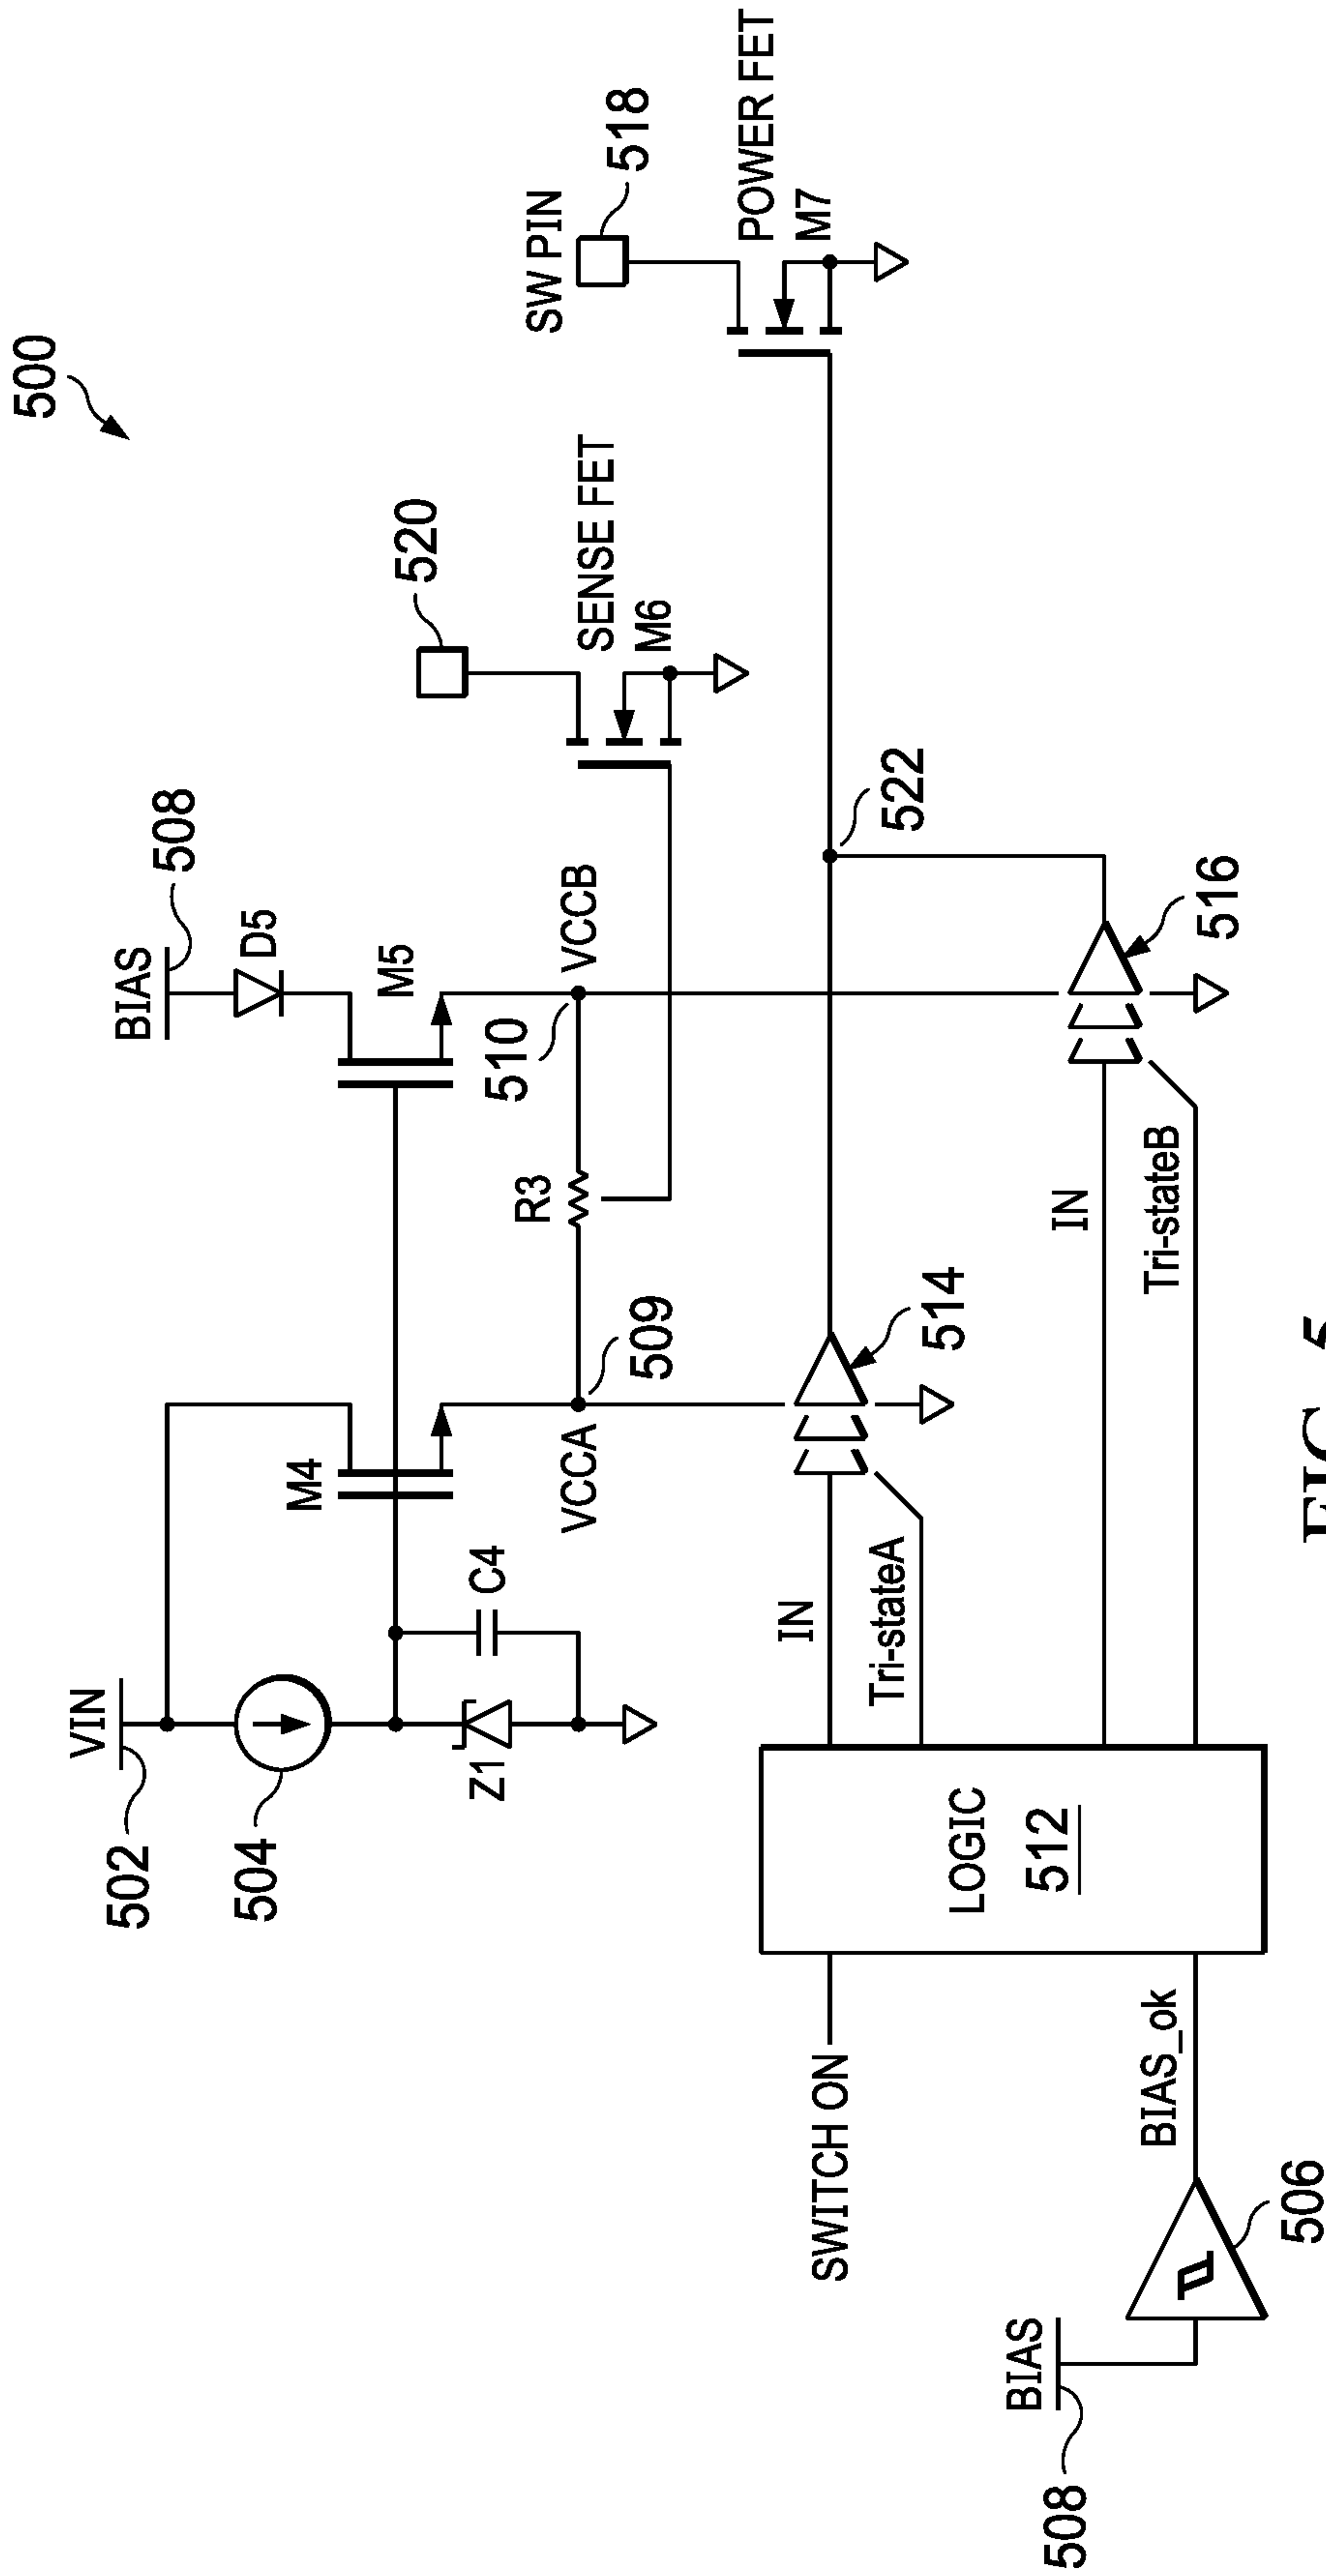 500
VIN
502
504
Z1
C4
M4
BIAS
508
D5
M5
VCCA
509
R3
510
VCCB
520
SENSE FET
M6
SW PIN
518
POWER FET
M7
SWITCH ON
LOGIC
512
IN
Tri-stateA
514
522
BIAS
508
506
BIAS_ok
IN
Tri-stateB
516